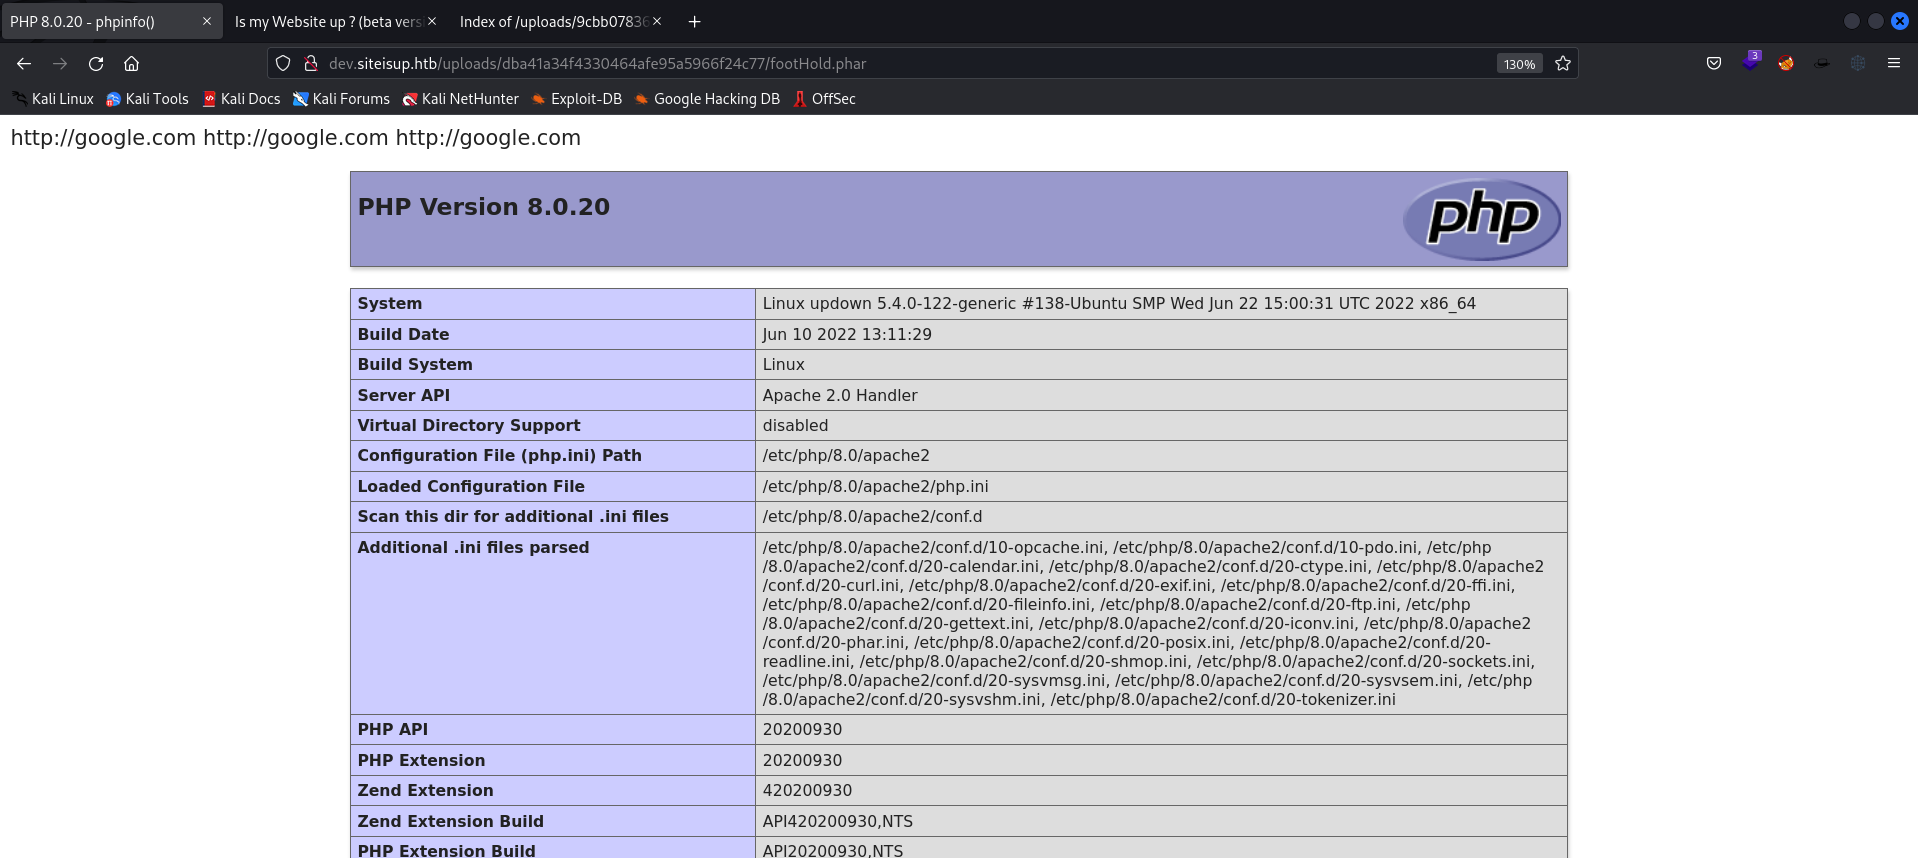 PHP 8.0.20 - phpinfo()
Is my Website up ? (beta vers
Index of /uploads/9cbb07836
3
dev.siteisup.htb/uploads/dba41a34f4330464afe95a5966f24c77/footHold.phar
130%
Kali Linux Kali Tools Kali Docs Kali Forums Kali NetHunter Exploit-DB Google Hacking DB OffSec
http://google.com http://google.com http://google.com
PHP Version 8.0.20
php
System Linux updown 5.4.0-122-generic #138-Ubuntu SMP Wed Jun 22 15:00:31 UTC 2022 x86_64
Build Date Jun 10 2022 13:11:29
Build System Linux
Server API Apache 2.0 Handler
Virtual Directory Support disabled
Configuration File (php.ini) Path /etc/php/8.0/apache2
Loaded Configuration File /etc/php/8.0/apache2/php.ini
Scan this dir for additional .ini files /etc/php/8.0/apache2/conf.d
Additional .ini files parsed /etc/php/8.0/apache2/conf.d/10-opcache.ini, /etc/php/8.0/apache2/conf.d/10-pdo.ini, /etc/php
/8.0/apache2/conf.d/20-calendar.ini, /etc/php/8.0/apache2/conf.d/20-ctype.ini, /etc/php/8.0/apache2
/conf.d/20-curl.ini, /etc/php/8.0/apache2/conf.d/20-exif.ini, /etc/php/8.0/apache2/conf.d/20-ffi.ini,
/etc/php/8.0/apache2/conf.d/20-fileinfo.ini, /etc/php/8.0/apache2/conf.d/20-ftp.ini, /etc/php
/8.0/apache2/conf.d/20-gettext.ini, /etc/php/8.0/apache2/conf.d/20-iconv.ini, /etc/php/8.0/apache2
/conf.d/20-phar.ini, /etc/php/8.0/apache2/conf.d/20-posix.ini, /etc/php/8.0/apache2/conf.d/20-
readline.ini, /etc/php/8.0/apache2/conf.d/20-shmop.ini, /etc/php/8.0/apache2/conf.d/20-sockets.ini,
/etc/php/8.0/apache2/conf.d/20-sysvmsg.ini, /etc/php/8.0/apache2/conf.d/20-sysvsem.ini, /etc/php
/8.0/apache2/conf.d/20-sysvshm.ini, /etc/php/8.0/apache2/conf.d/20-tokenizer.ini
PHP API 20200930
PHP Extension 20200930
Zend Extension 420200930
Zend Extension Build API420200930,NTS
PHP Extension Build API20200930,NTS